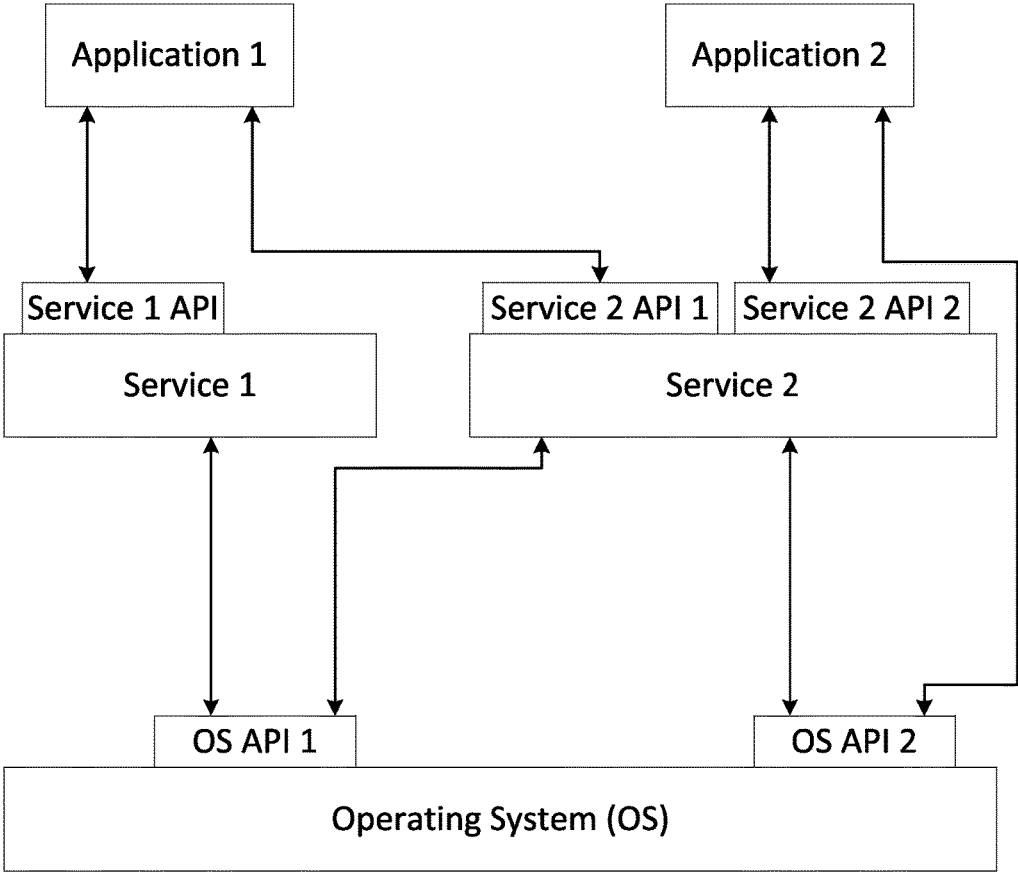 Application 1
Application 2
Service 1 API
Service 2 API 1
Service 2 API 2
Service 1
Service 2
OS API 1
OS API 2
Operating System (OS)